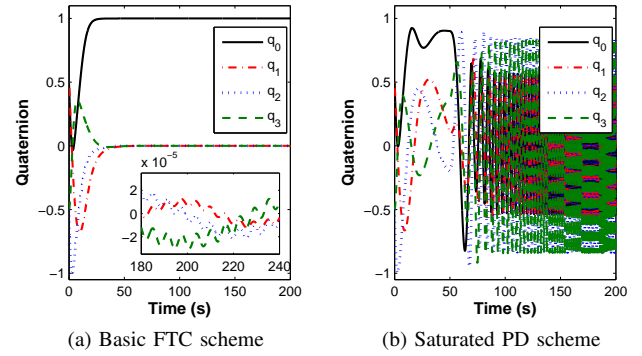 1
0.5
0
−0.5
−1
Quaternion
q0
q1
q2
q3
x 10−5
2
0
−2
180 200 220 240
0 50 100 150 200
Time (s)
(a) Basic FTC scheme
1
0.5
0
−0.5
−1
Quaternion
q0
q1
q2
q3
0 50 100 150 200
Time (s)
(b) Saturated PD scheme